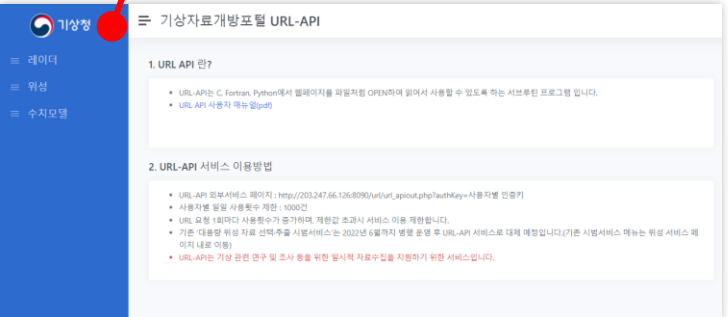 기상청
기상자료개방포털 URL-API
레이더
위성
수치모델
1. URL API 란?
URL-API는 C, Fortran, Python에서 웹페이지를 파일처럼 OPEN하여 읽어서 사용할 수 있도록 하는 서브루틴 프로그램 입니다.
URL API 사용자 매뉴얼(pdf)
2. URL-API 서비스 이용방법
URL-API 외부서비스 페이지 : http://203.247.66.126:8090/url/url_apiout.php?authKey=사용자별 인증키
사용자별 일일 사용횟수 제한 : 1000건
URL 요청 1회마다 사용횟수가 증가하며, 제한값 초과시 서비스 이용 제한합니다.
기존 '대용량 위성 자료 선택·추출 시범서비스'는 2022년 6월까지 병행 운영 후 URL-API 서비스로 대체 예정입니다.(기존 시범서비스 메뉴는 위성 서비스 페
이지 내로 이동)
URL-API는 기상 관련 연구 및 조사 등을 위한 일시적 자료수집을 지원하기 위한 서비스입니다.